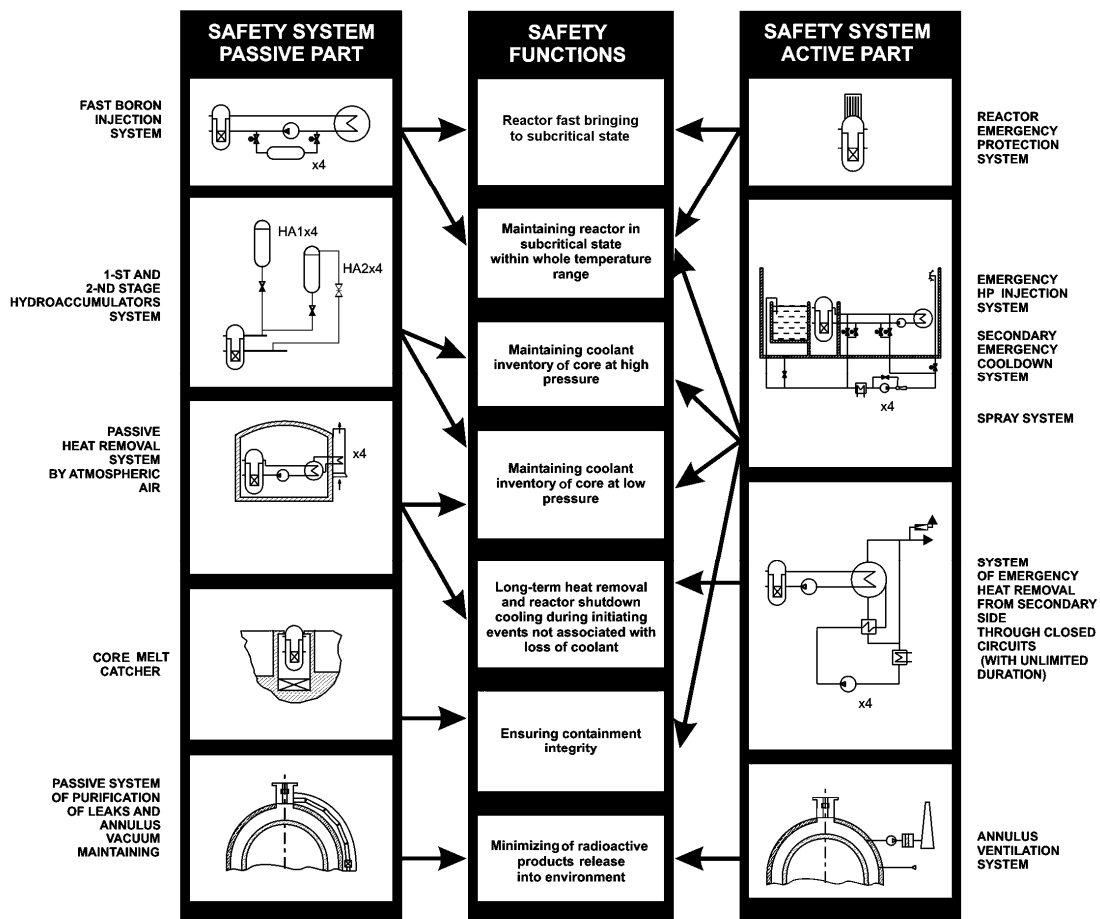 SAFETY SYSTEM
PASSIVE PART
SAFETY
FUNCTIONS
SAFETY SYSTEM
ACTIVE PART
FAST BORON
INJECTION
SYSTEM
x4
1-ST AND
2-ND STAGE
HYDROACCUMULATORS
SYSTEM
HA1x4
HA2x4
PASSIVE
HEAT REMOVAL
SYSTEM
BY ATMOSPHERIC
AIR
x4
CORE MELT
CATCHER
PASSIVE SYSTEM
OF PURIFICATION
OF LEAKS AND
ANNULUS
VACUUM
MAINTAINING
Reactor fast bringing
to subcritical state
Maintaining reactor in
subcritical state
within whole temperature
range
Maintaining coolant
inventory of core at high
pressure
Maintaining coolant
inventory of core at low
pressure
Long-term heat removal
and reactor shutdown
cooling during initiating
events not associated with
loss of coolant
Ensuring containment
integrity
Minimizing of radioactive
products release
into environment
REACTOR
EMERGENCY
PROTECTION
SYSTEM
EMERGENCY
HP INJECTION
SYSTEM
SECONDARY
EMERGENCY
COOLDOWN
SYSTEM
SPRAY SYSTEM
x4
SYSTEM
OF EMERGENCY
HEAT REMOVAL
FROM SECONDARY
SIDE
THROUGH CLOSED
CIRCUITS
(WITH UNLIMITED
DURATION)
x4
ANNULUS
VENTILATION
SYSTEM